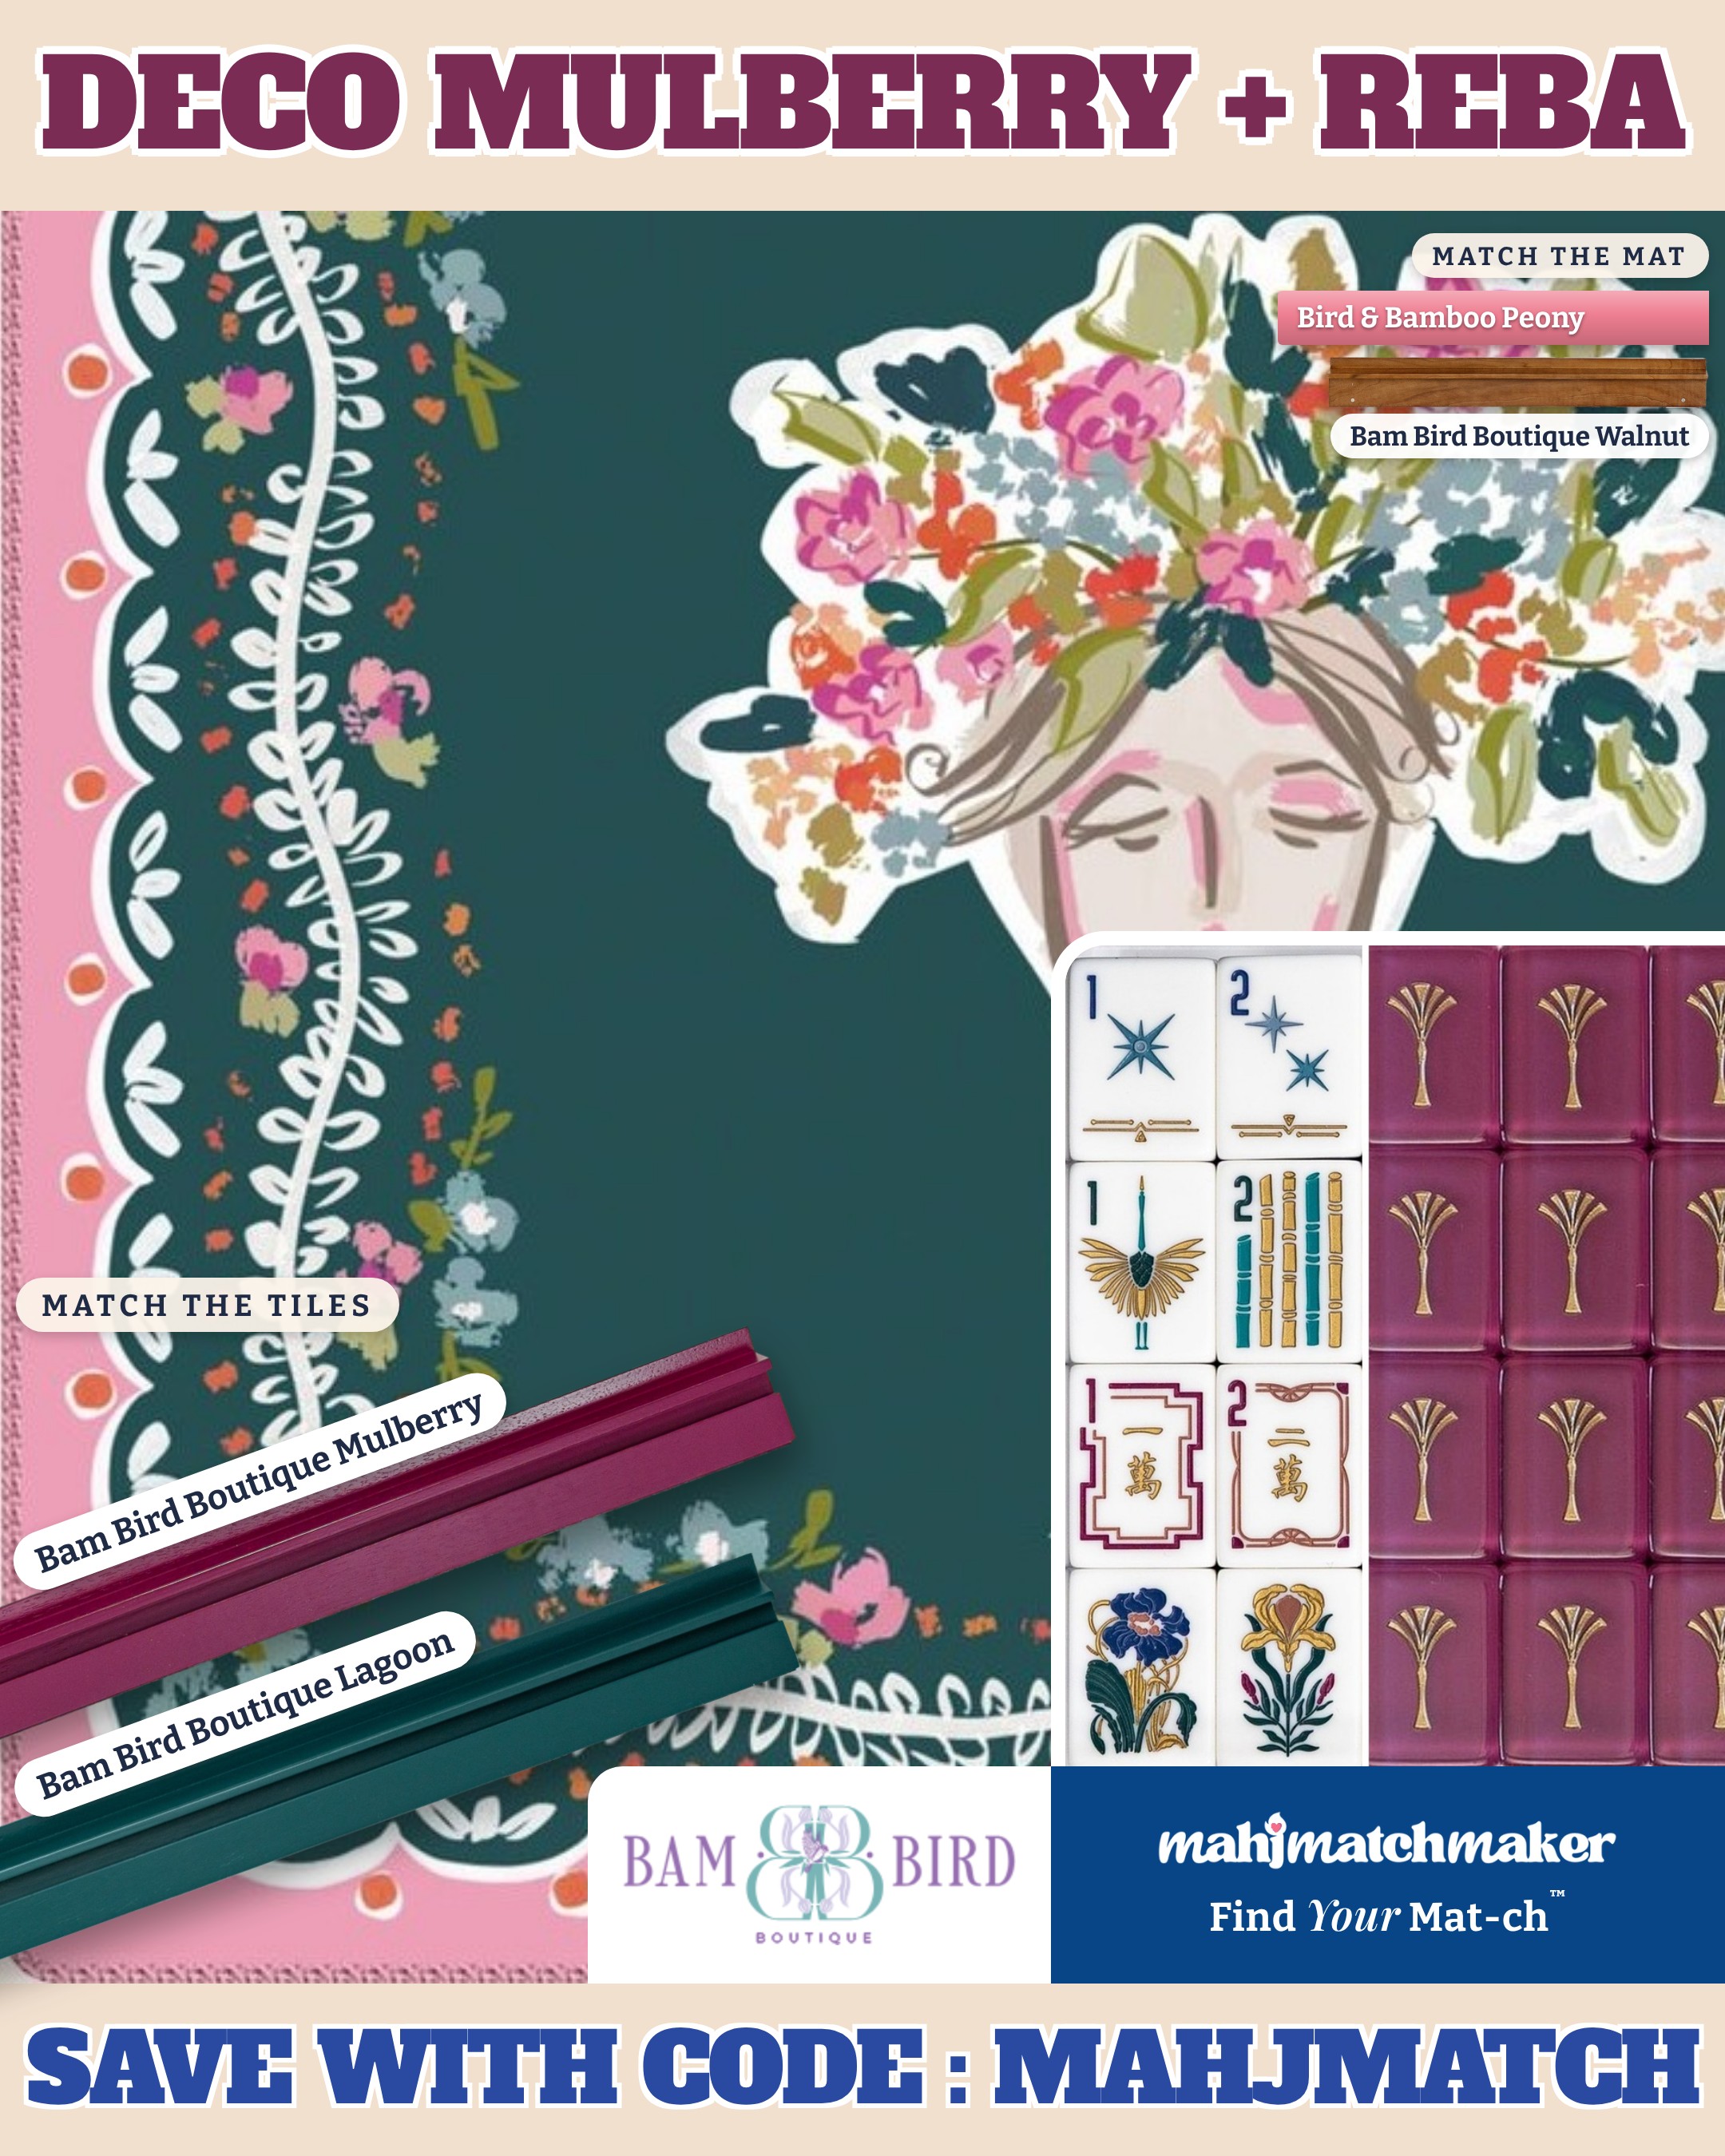 DECO MULBERRY + REBA
MATCH THE MAT
Bird & Bamboo Peony
Bam Bird Boutique Walnut
1
2
1
2
1
2
一
二
萬
萬
MATCH THE TILES
Bam Bird Boutique Mulberry
Bam Bird Boutique Lagoon
BAM BIRD
BOUTIQUE
mahjmatchmaker
Find Your Mat-ch™
SAVE WITH CODE : MAHJMATCH